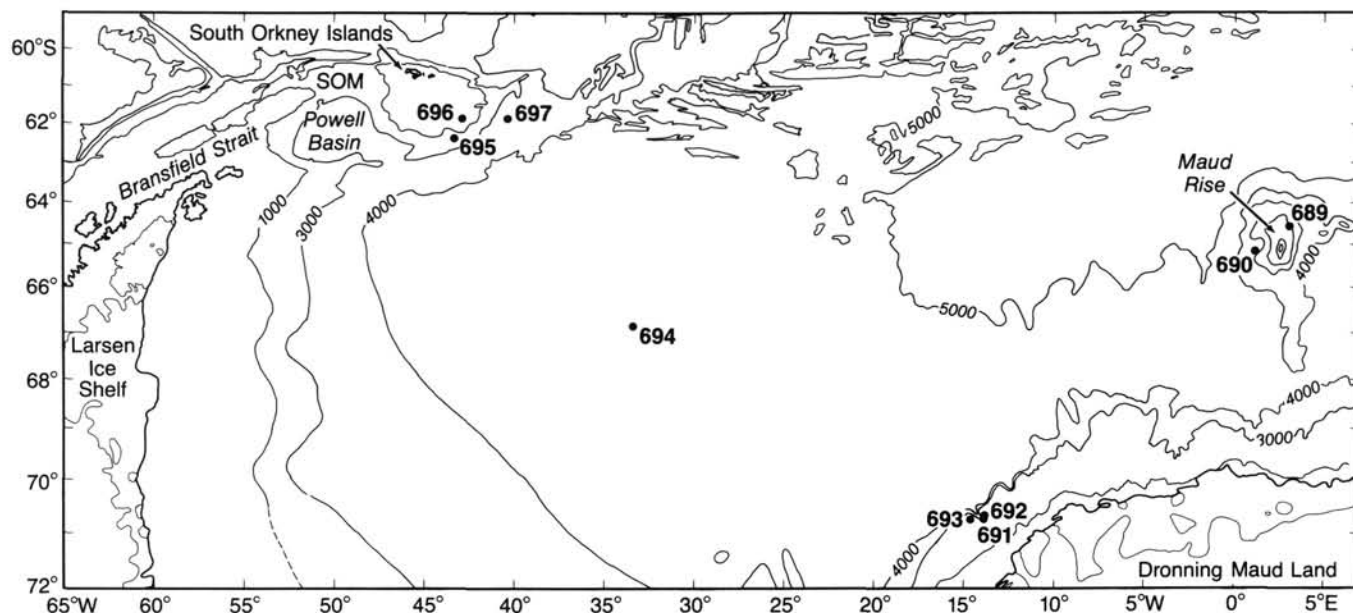 60°S
62°
64°
66°
68°
70°
72°
65°W
60°
55°
50°
45°
40°
35°
30°
25°
20°
15°
10°
5°W
0°
5°E
South Orkney Islands
SOM
Powell
Basin
Bransfield Strait
696
697
695
1000
3000
4000
5000
Maud
Rise
689
690
4000
5000
694
Larsen
Ice
Shelf
4000
3000
693
692
691
4000
Dronning Maud Land